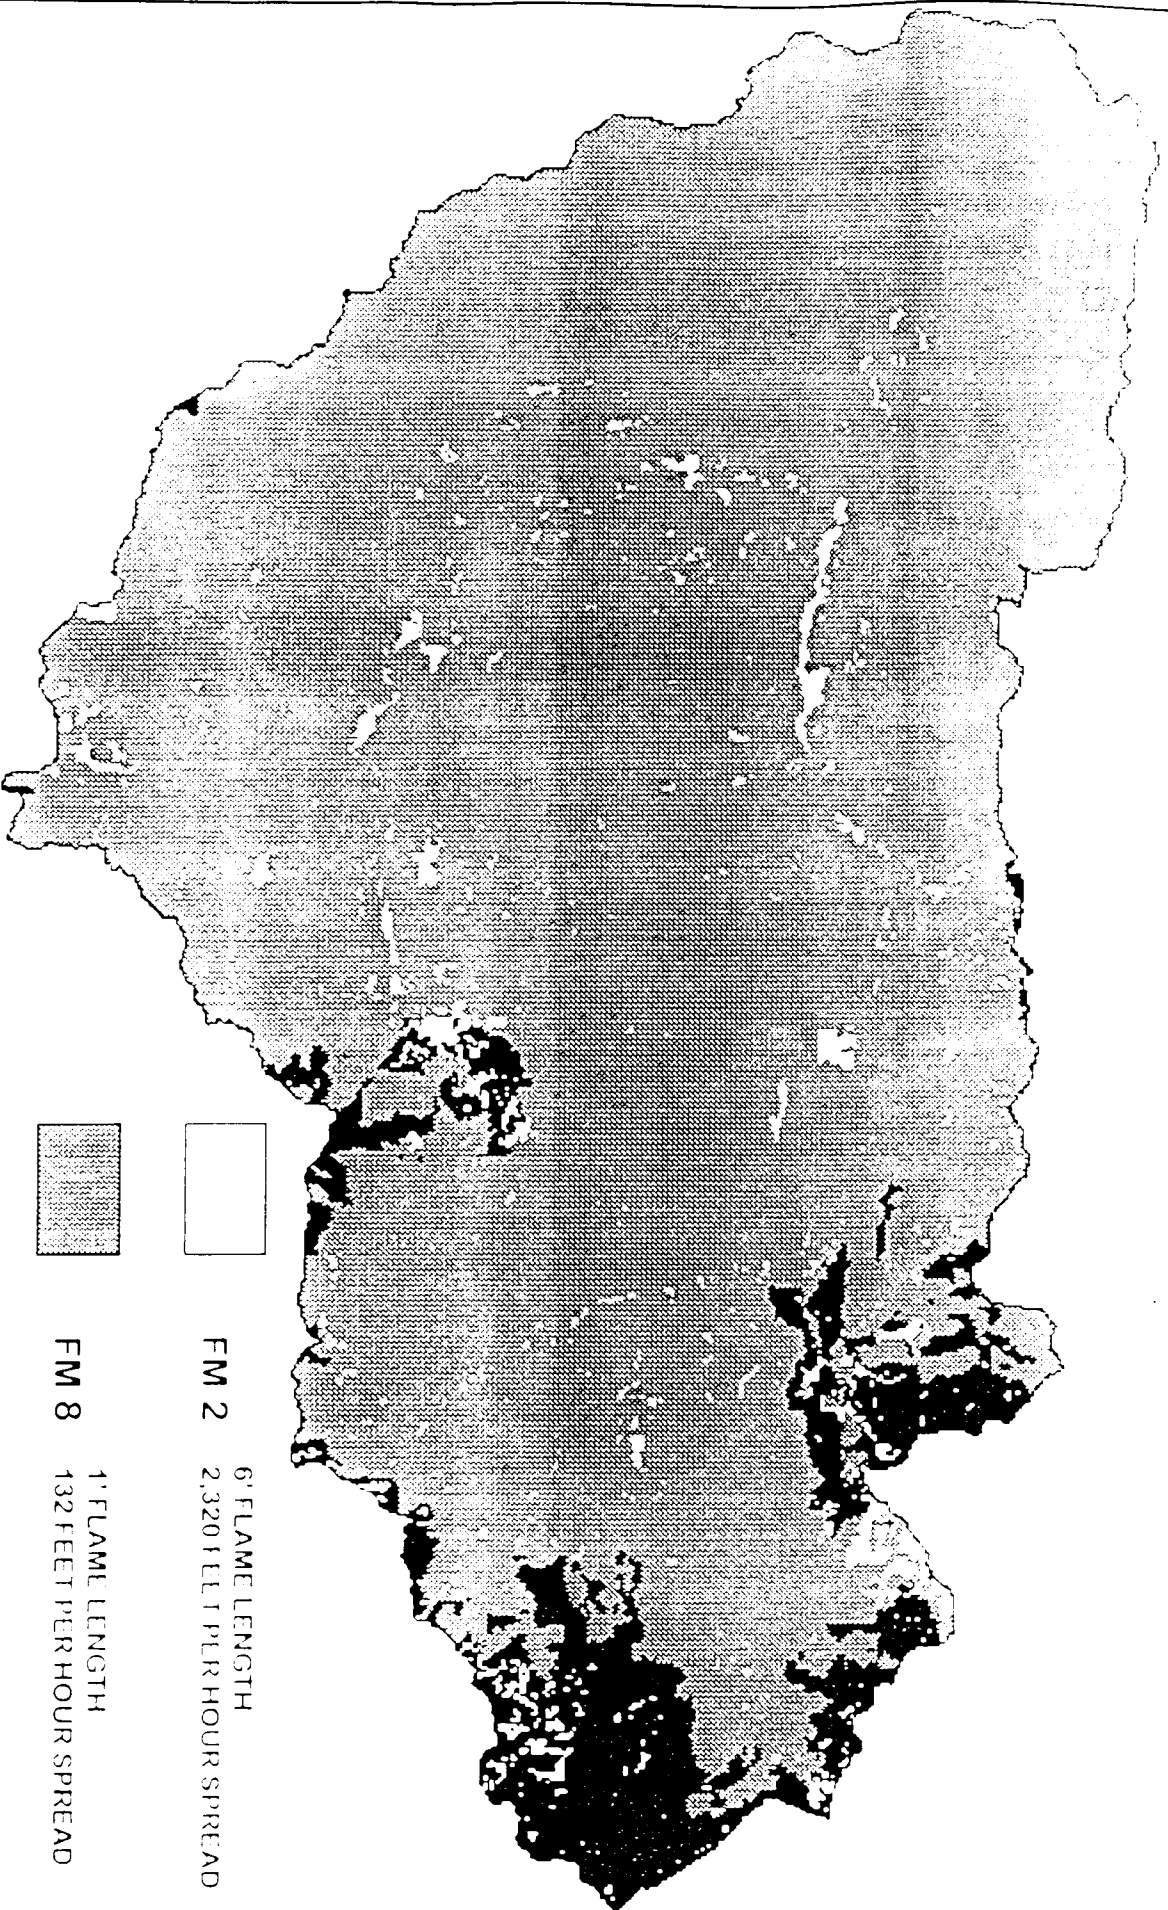 FM 2
6' FLAME LENGTH
2,320 FEET PER HOUR SPREAD
FM 8
1' FLAME LENGTH
132 FEET PER HOUR SPREAD